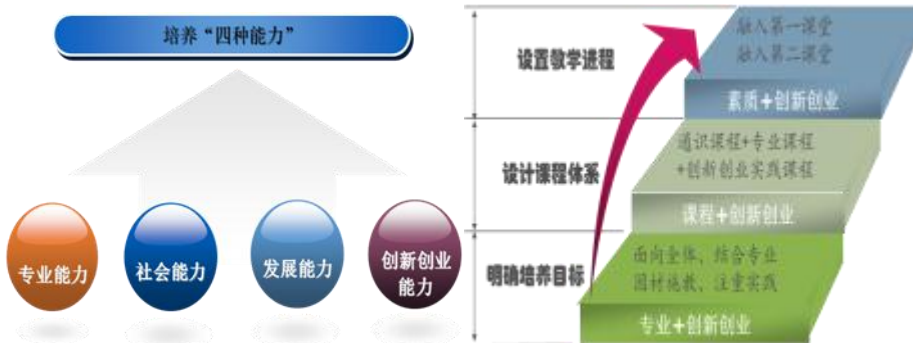 培养“四种能力”
专业能力
社会能力
发展能力
创新创业
能力
设置教学进程
融入第一课堂
融入第二课堂
素质+创新创业
设计课程体系
通识课程+专业课程
+创新创业实践课程
课程+创新创业
明确培养目标
面向全体、结合专业
因材施教、注重实践
专业+创新创业